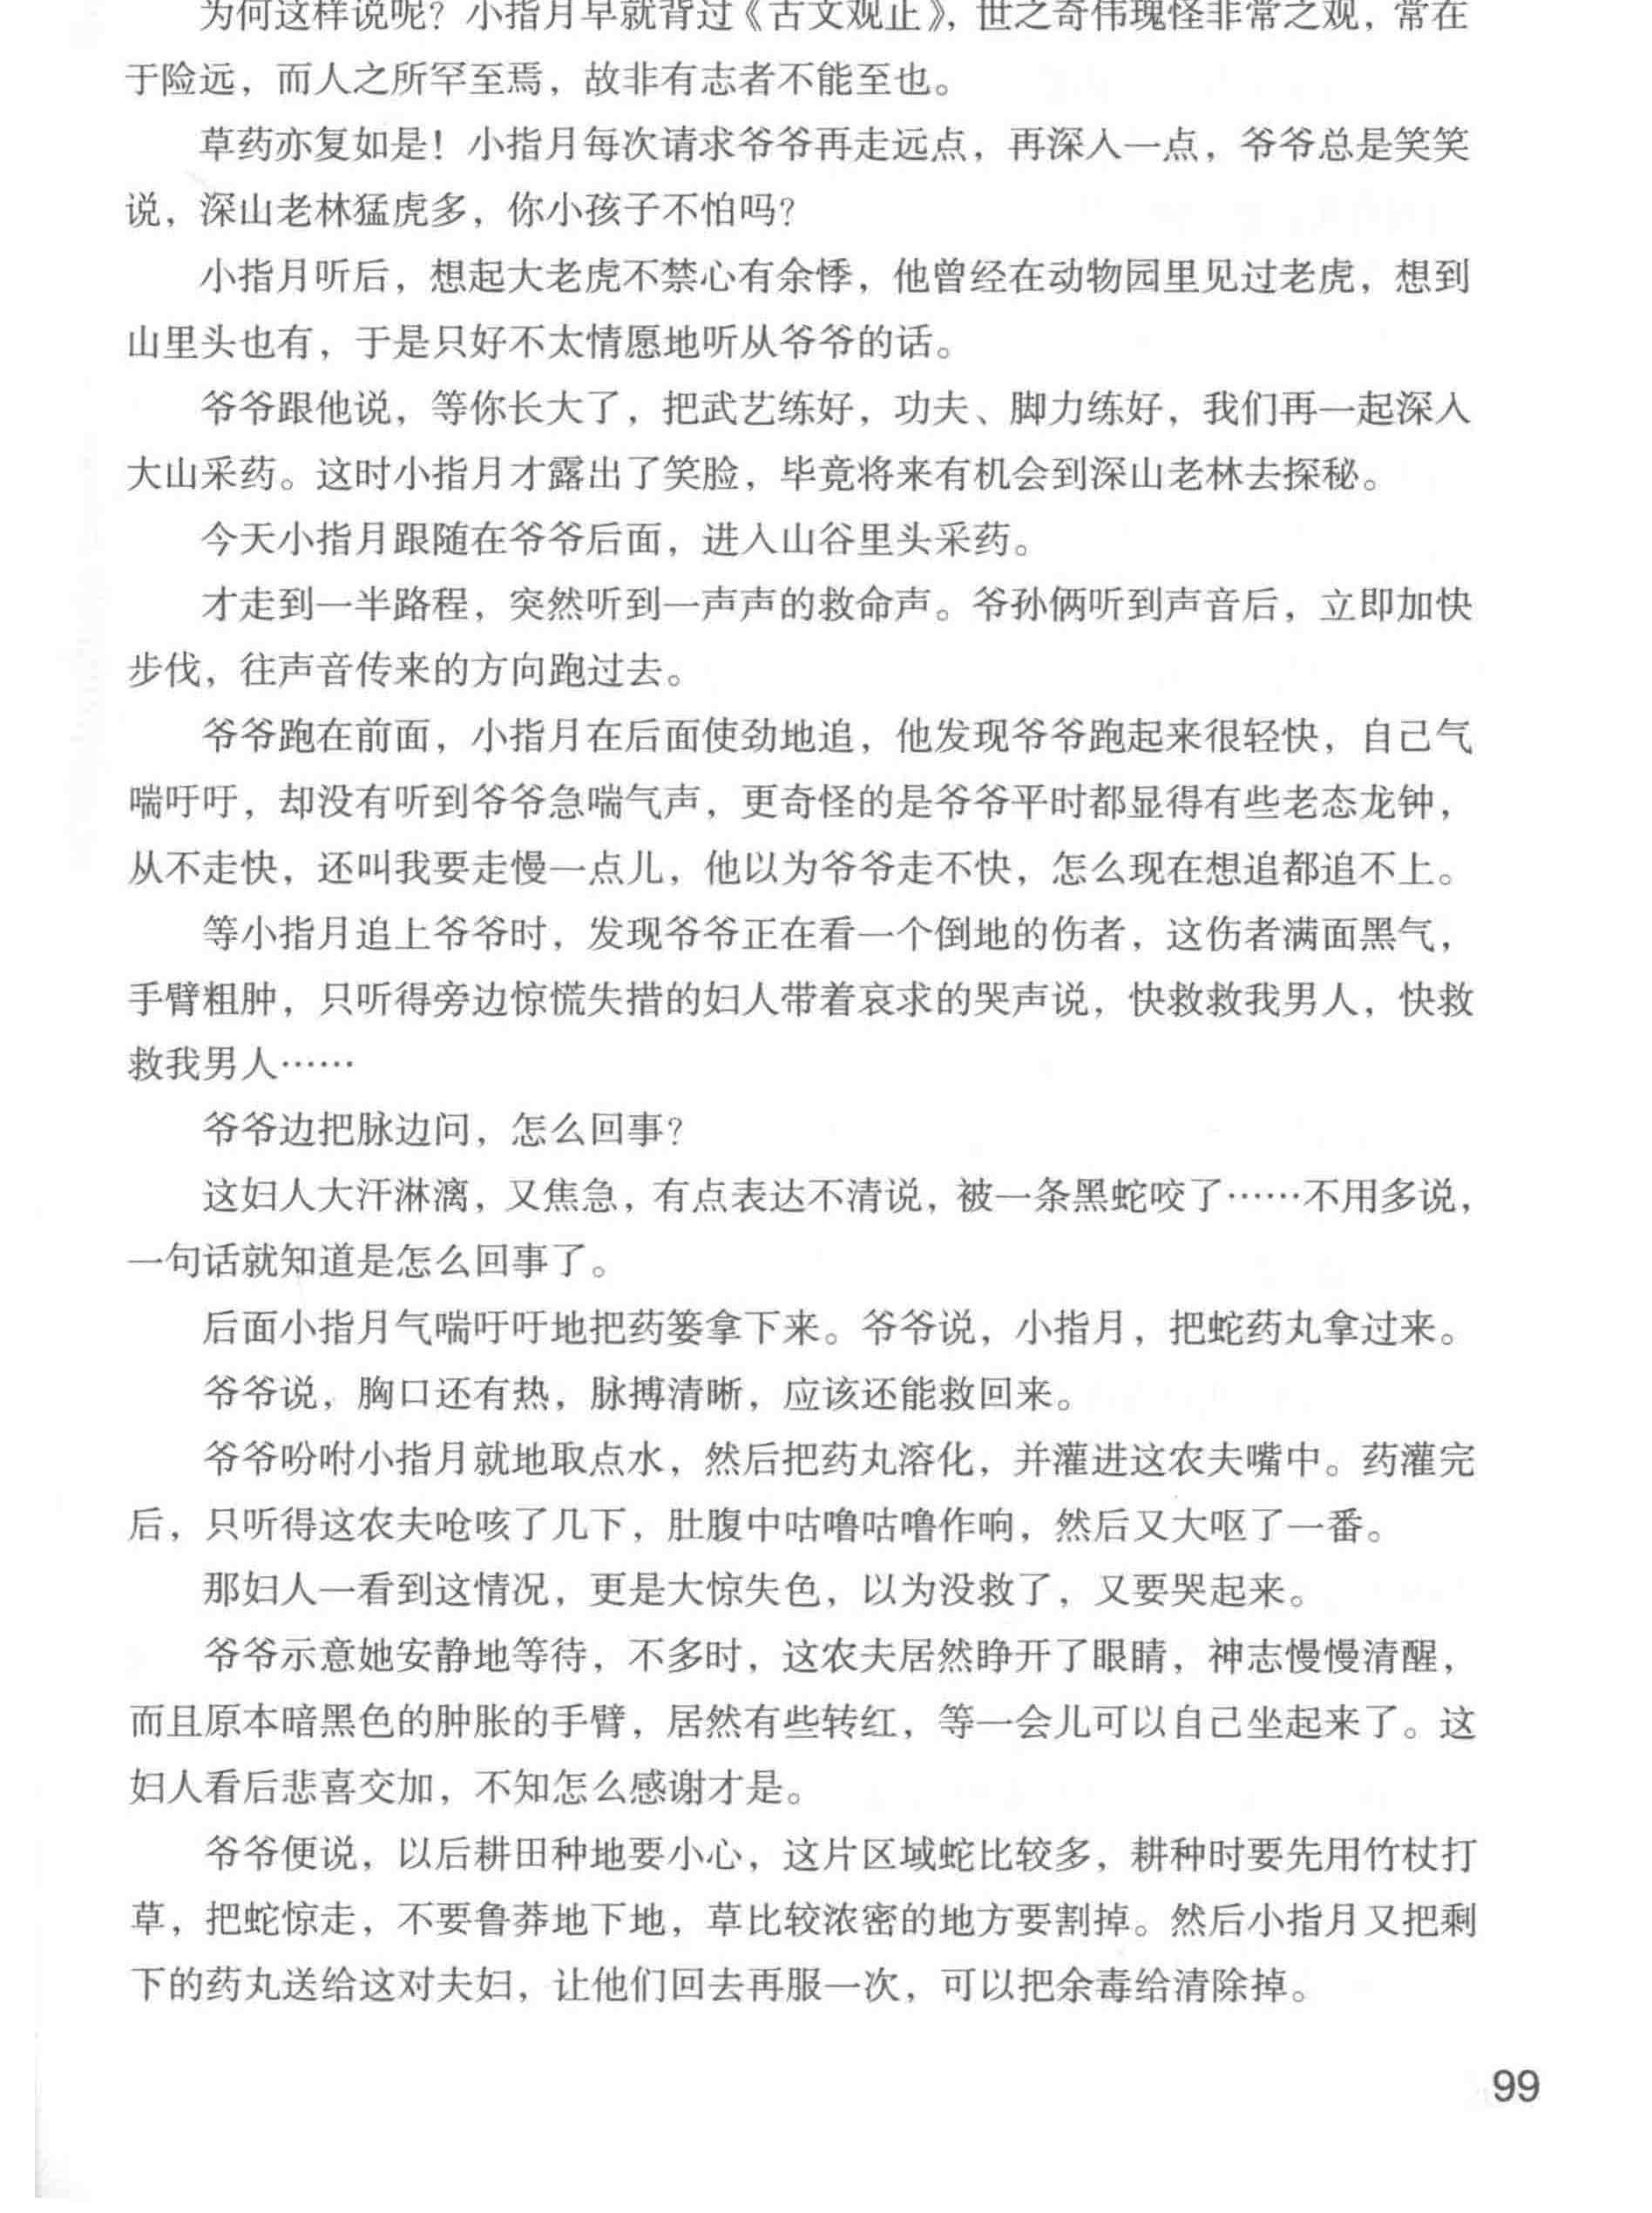 为何这样说呢？小指月早就背过《古文观止》，世之奇伟瑰怪非常之观，常在
于险远，而人之所罕至焉，故非有志者不能至也。
草药亦复如是！小指月每次请求爷爷再走远点，再深入一点，爷爷总是笑笑
说，深山老林猛虎多，你小孩子不怕吗？
小指月听后，想起大老虎不禁心有余悸，他曾经在动物园里见过老虎，想到
山里头也有，于是只好不太情愿地听从爷爷的话。
爷爷跟他说，等你长大了，把武艺练好，功夫、脚力练好，我们再一起深入
大山采药。这时小指月才露出了笑脸，毕竟将来有机会到深山老林去探秘。
今天小指月跟随在爷爷后面，进入山谷里头采药。
才走到一半路程，突然听到一声声的救命声。爷孙俩听到声音后，立即加快
步伐，往声音传来的方向跑过去。
爷爷跑在前面，小指月在后面使劲地追，他发现爷爷跑起来很轻快，自己气
喘吁吁，却没有听到爷爷急喘气声，更奇怪的是爷爷平时都显得有些老态龙钟，
从不走快，还叫我要走慢一点儿，他以为爷爷走不快，怎么现在想追都追不上。
等小指月追上爷爷时，发现爷爷正在看一个倒地的伤者，这伤者满面黑气，
手臂粗肿，只听得旁边惊慌失措的妇人带着哀求的哭声说，快救救我男人，快救
救我男人……
爷爷边把脉边问，怎么回事？
这妇人大汗淋漓，又焦急，有点表达不清说，被一条黑蛇咬了……不用多说，
一句话就知道是怎么回事了。
后面小指月气喘吁吁地把药篓拿下来。爷爷说，小指月，把蛇药丸拿过来。
爷爷说，胸口还有热，脉搏清晰，应该还能救回来。
爷爷吩咐小指月就地取点水，然后把药丸溶化，并灌进这农夫嘴中。药灌完
后，只听得这农夫呛咳了几下，肚腹中咕噜咕噜作响，然后又大呕了一番。
那妇人一看到这情况，更是大惊失色，以为没救了，又要哭起来。
爷爷示意她安静地等待，不多时，这农夫居然睁开了眼睛，神志慢慢清醒，
而且原本暗黑色的肿胀的手臂，居然有些转红，等一会儿可以自己坐起来了。这
妇人看后悲喜交加，不知怎么感谢才是。
爷爷便说，以后耕田种地要小心，这片区域蛇比较多，耕种时要先用竹杖打
草，把蛇惊走，不要鲁莽地下地，草比较浓密的地方要割掉。然后小指月又把剩
下的药丸送给这对夫妇，让他们回去再服一次，可以把余毒给清除掉。
99